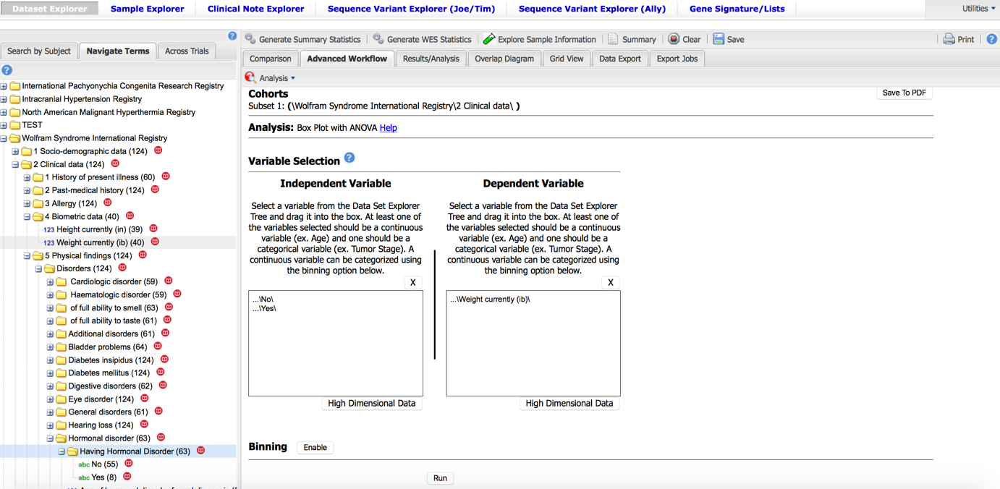 Dataset Explorer Sample Explorer Clinical Note Explorer Sequence Variant Explorer (Joe/Tim) Sequence Variant Explorer (Ally) Gene Signature/Lists Utilities
Search by Subject Navigate Terms Across Trials
International Pachyonychia Congenita Research Registry
Intracranial Hypertension Registry
North American Malignant Hyperthermia Registry
TEST
Wolfram Syndrome International Registry
1 Socio-demographic data (124)
2 Clinical data (124)
1 History of present illness (60)
2 Past-medical history (124)
3 Allergy (124)
4 Biometric data (40)
123 Height currently (in) (39)
123 Weight currently (ib) (40)
5 Physical findings (124)
Disorders (124)
Cardiologic disorder (59)
Haematologic disorder (59)
of full ability to smell (63)
of full ability to taste (61)
Additional disorders (61)
Bladder problems (64)
Diabetes insipidus (124)
Diabetes mellitus (124)
Digestive disorders (62)
Eye disorder (124)
General disorders (61)
Hearing loss (124)
Hormonal disorder (63)
Having Hormonal Disorder (63)
abc No (55)
abc Yes (8)
Generate Summary Statistics Generate WES Statistics Explore Sample Information Summary Clear Save Print
Comparison Advanced Workflow Results/Analysis Overlap Diagram Grid View Data Export Export Jobs
Analysis
Cohorts
Save To PDF
Subset 1: (\Wolfram Syndrome International Registry\2 Clinical data\ )
Analysis: Box Plot with ANOVA Help
Variable Selection ?
Independent Variable
Select a variable from the Data Set Explorer
Tree and drag it into the box. At least one of
the variables selected should be a continuous
variable (ex. Age) and one should be a
categorical variable (ex. Tumor Stage). A
continuous variable can be categorized using
the binning option below.
X
...\No\
...\Yes\
High Dimensional Data
Dependent Variable
Select a variable from the Data Set Explorer
Tree and drag it into the box. At least one of
the variables selected should be a continuous
variable (ex. Age) and one should be a
categorical variable (ex. Tumor Stage). A
continuous variable can be categorized using
the binning option below.
X
...\Weight currently (ib)\
High Dimensional Data
Binning Enable
Run